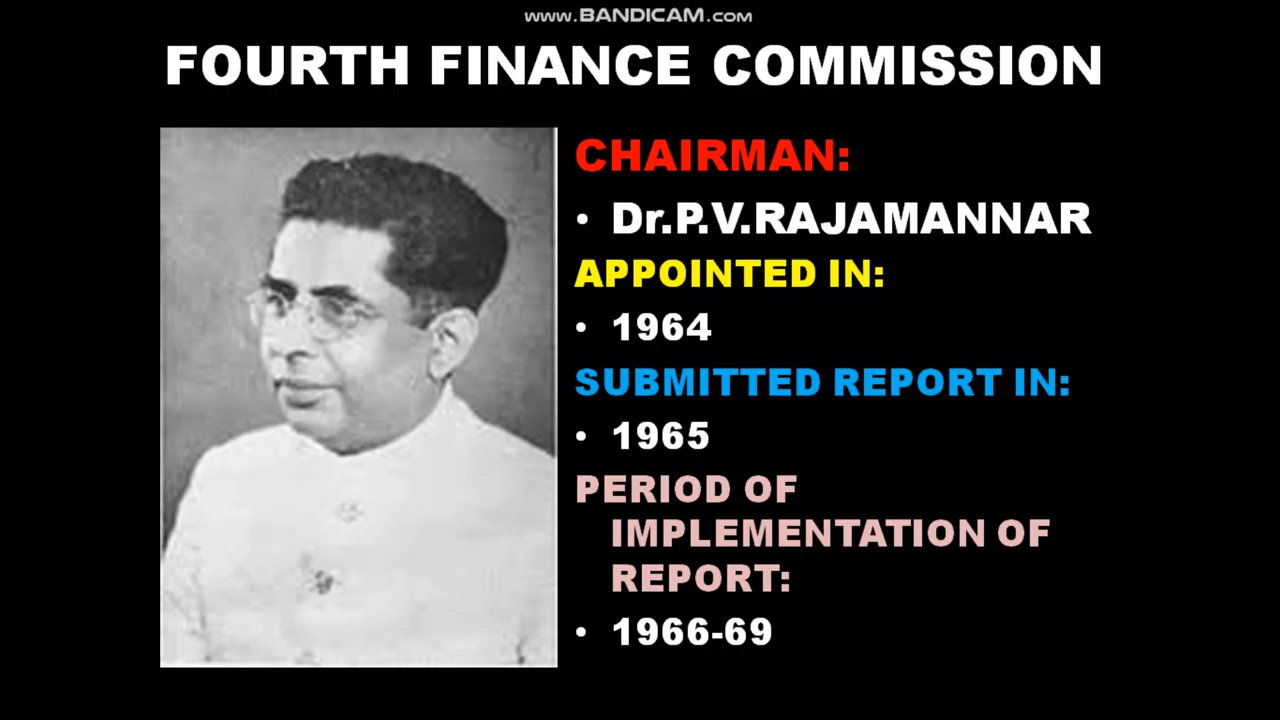 www.BANDICAM.com
FOURTH FINANCE COMMISSION
CHAIRMAN:
• Dr.P.V.RAJAMANNAR
APPOINTED IN:
• 1964
SUBMITTED REPORT IN:
• 1965
PERIOD OF
IMPLEMENTATION OF
REPORT:
• 1966-69